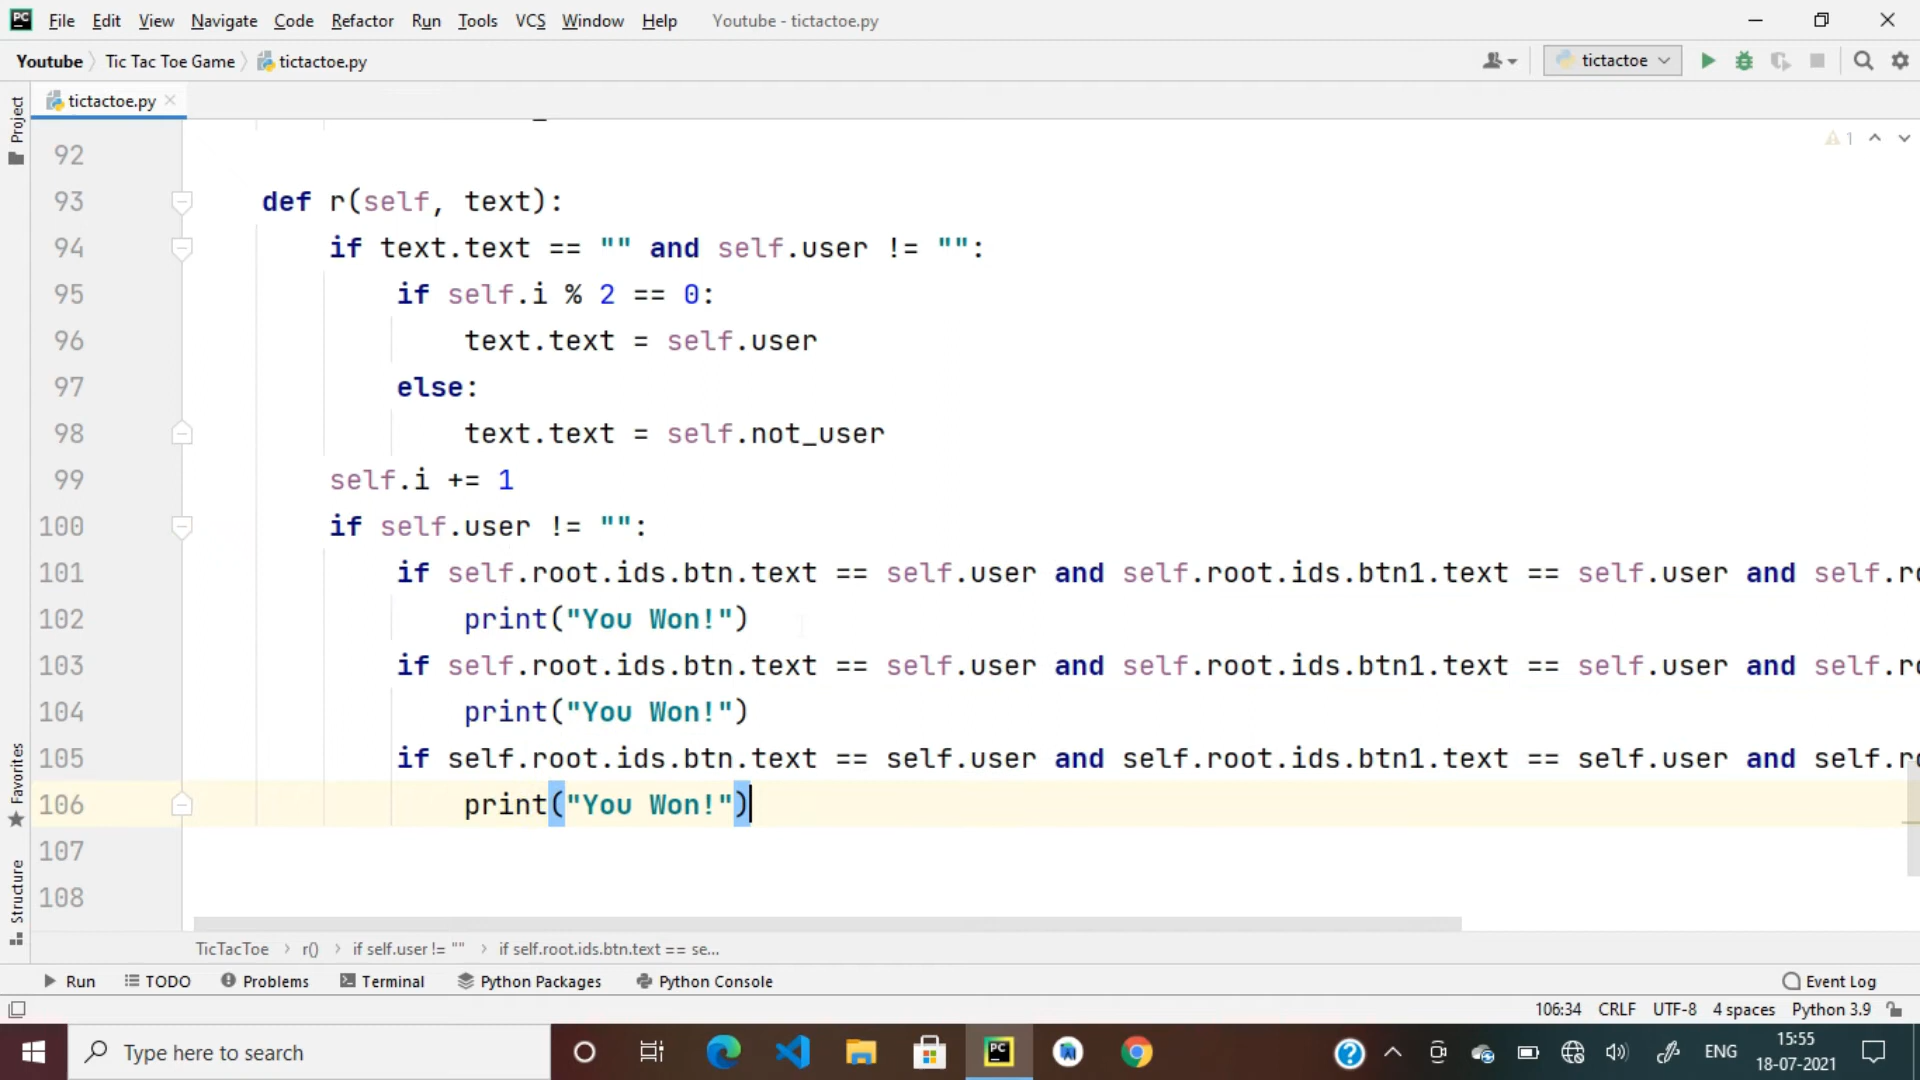 File Edit View Navigate Code Refactor Run Tools VCS Window Help Youtube - tictactoe.py
Youtube Tic Tac Toe Game tictactoe.py tictactoe
Project
tictactoe.py
1
92
93 def r(self, text):
94 if text.text == "" and self.user != "":
95 if self.i % 2 == 0:
96 text.text = self.user
97 else:
98 text.text = self.not_user
99 self.i += 1
100 if self.user != "":
101 if self.root.ids.btn.text == self.user and self.root.ids.btn1.text == self.user and self.ro
102 print("You Won!")
103 if self.root.ids.btn.text == self.user and self.root.ids.btn1.text == self.user and self.ro
104 print("You Won!")
105 if self.root.ids.btn.text == self.user and self.root.ids.btn1.text == self.user and self.ro
106 print("You Won!")
107
108
Favorites
Structure
TicTacToe r() if self.user != "" if self.root.ids.btn.text == se...
Run TODO Problems Terminal Python Packages Python Console Event Log
106:34 CRLF UTF-8 4 spaces Python 3.9
Type here to search
ENG
15:55
18-07-2021